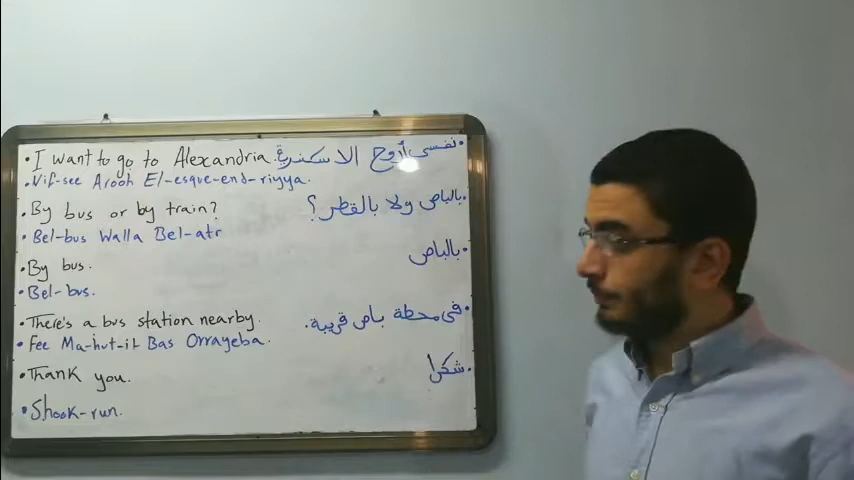 • I want to go to Alexandria. نفسى أروح الاسكندرية •
• Nif-see Arooh El-esque-end-riyya.
• By bus or by train? بالباص ولا بالقطر؟ •
• Bel-bus Walla Bel-atr
• By bus. بالباص •
• Bel-bus.
• There's a bus station nearby. فى محطة باص قريبة. •
• Fee Ma-hut-it Bas Orrayeba.
• Thank you. شكرا •
• Shook-run.